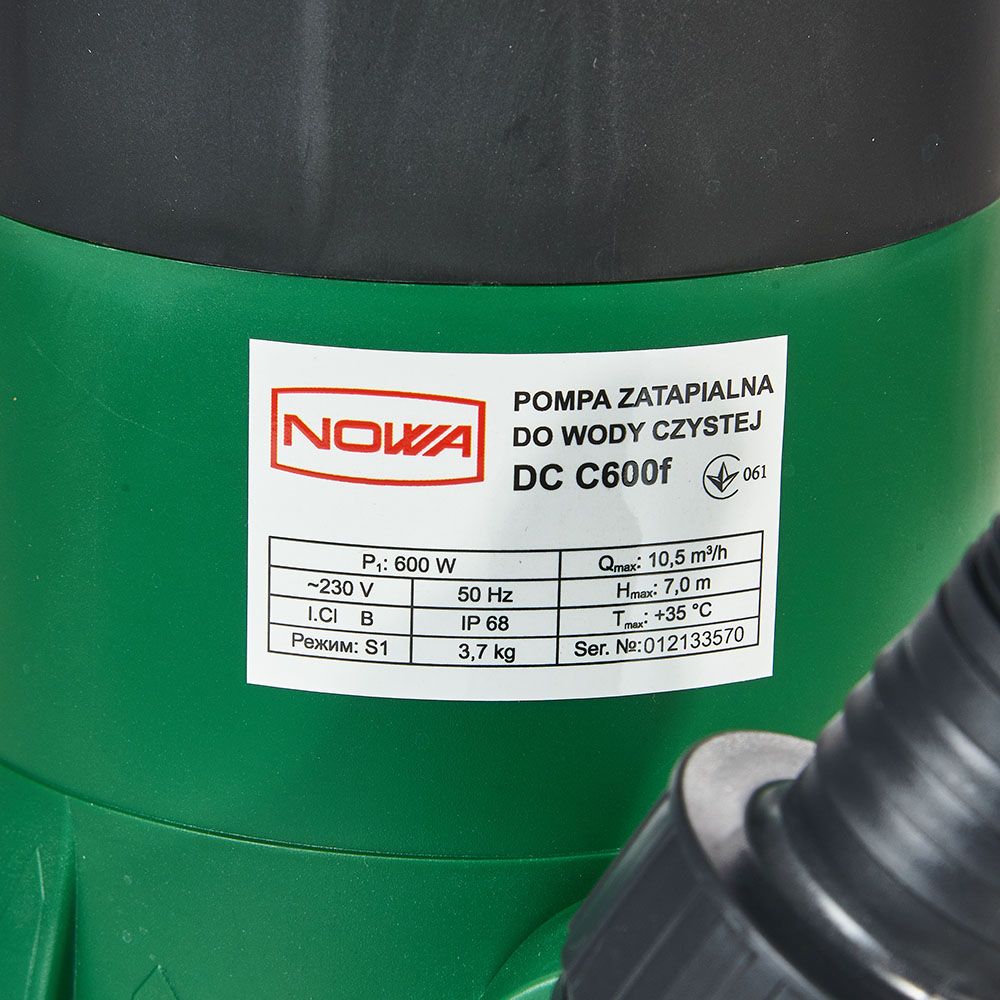 NOWA
POMPA ZATAPIALNA
DO WODY CZYSTEJ
DC C600f
061
P₁: 600 W
Qmax: 10,5 m³/h
~230 V
50 Hz
Hmax: 7,0 m
I.Cl B
IP 68
Tmax: +35 °C
Режим: S1
3,7 kg
Ser. №:012133570